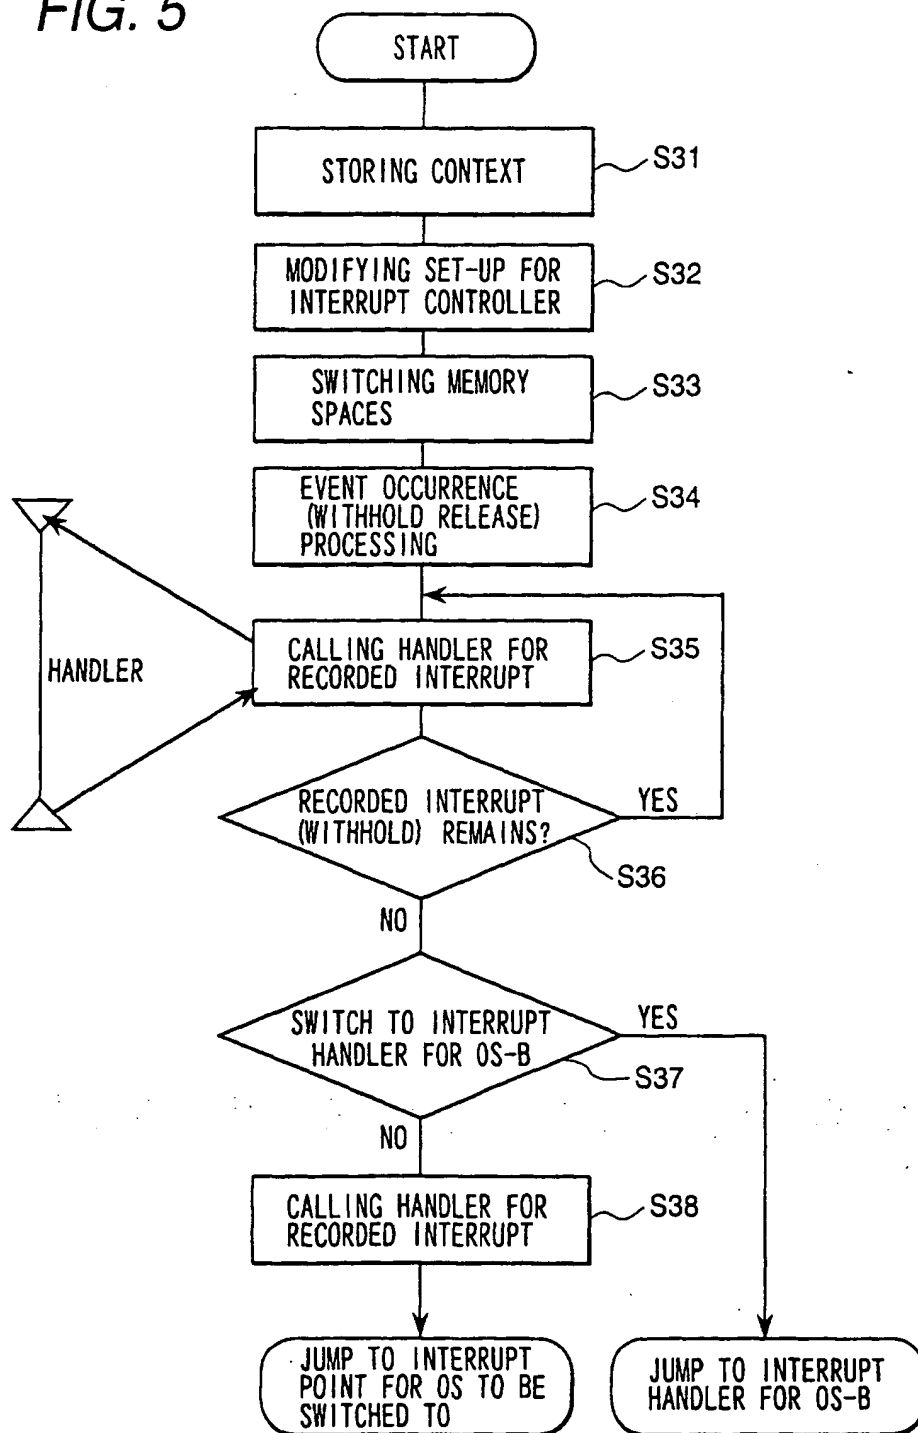 FIG. 5
START
STORING CONTEXT
S31
MODIFYING SET-UP FOR
INTERRUPT CONTROLLER
S32
SWITCHING MEMORY
SPACES
S33
EVENT OCCURRENCE
(WITHHOLD RELEASE)
PROCESSING
S34
HANDLER
CALLING HANDLER FOR
RECORDED INTERRUPT
S35
RECORDED INTERRUPT
(WITHHOLD) REMAINS?
YES
S36
NO
SWITCH TO INTERRUPT
HANDLER FOR OS-B
YES
S37
NO
CALLING HANDLER FOR
RECORDED INTERRUPT
S38
JUMP TO INTERRUPT
POINT FOR OS TO BE
SWITCHED TO
JUMP TO INTERRUPT
HANDLER FOR OS-B